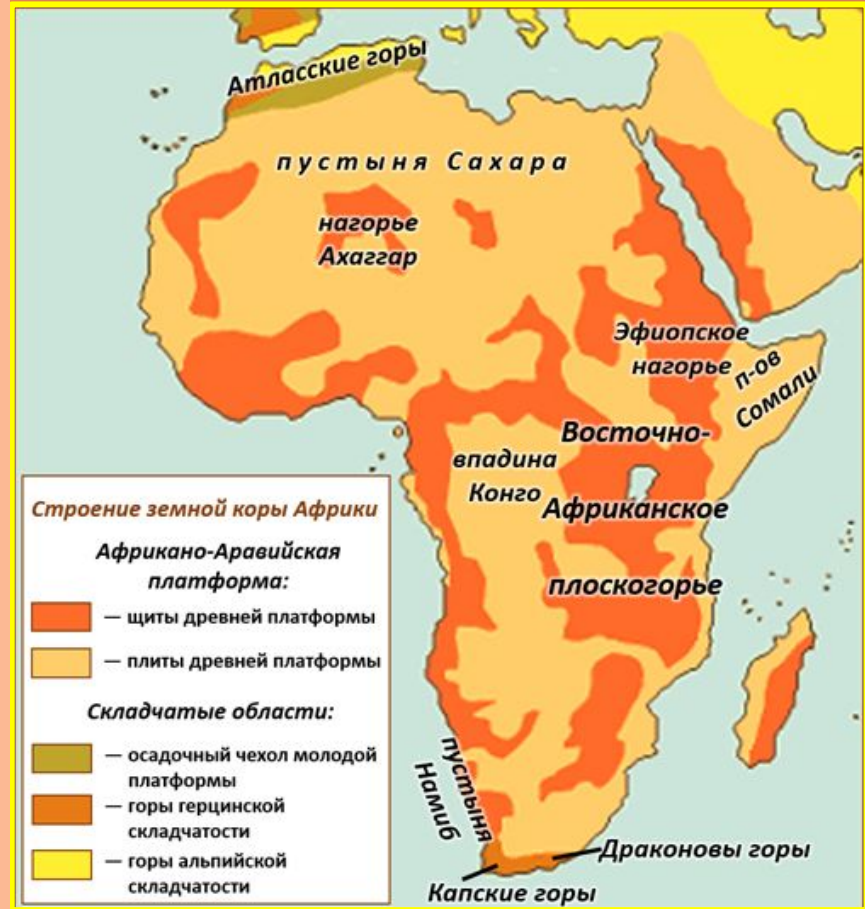 Атласские горы
пустыня Сахара
нагорье
Ахаггар
Эфиопское
нагорье
п-ов
Сомали
Восточно-
впадина
Конго
Африканское
плоскогорье
пустыня
Намиб
Драконовы горы
Капские горы
Строение земной коры Африки
Африкано-Аравийская
платформа:
— щиты древней платформы
— плиты древней платформы
Складчатые области:
— осадочный чехол молодой
платформы
— горы герцинской
складчатости
— горы альпийской
складчатости